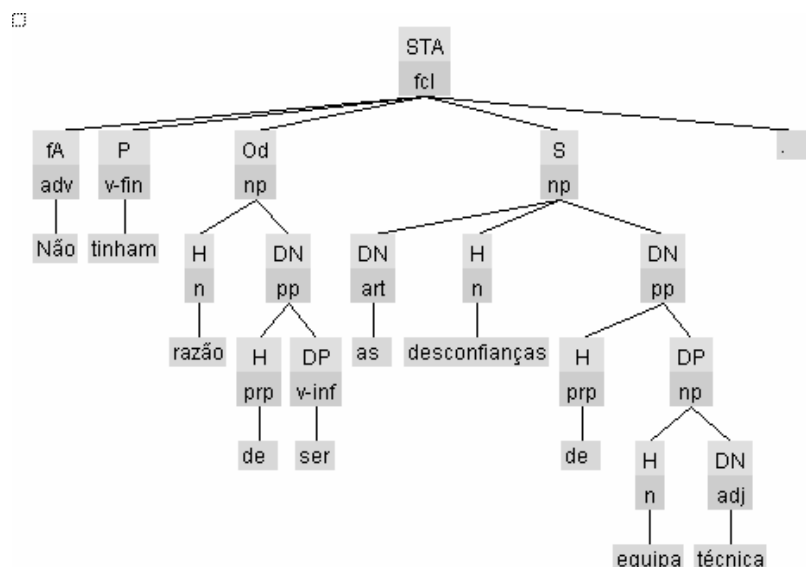 STA
fcl
fA P Od S .
adv v-fin np np
Não tinham H DN DN H DN
n pp art n pp
razão H DP as desconfianças H DP
prp v-inf prp np
de ser de H DN
n adj
equipa técnica